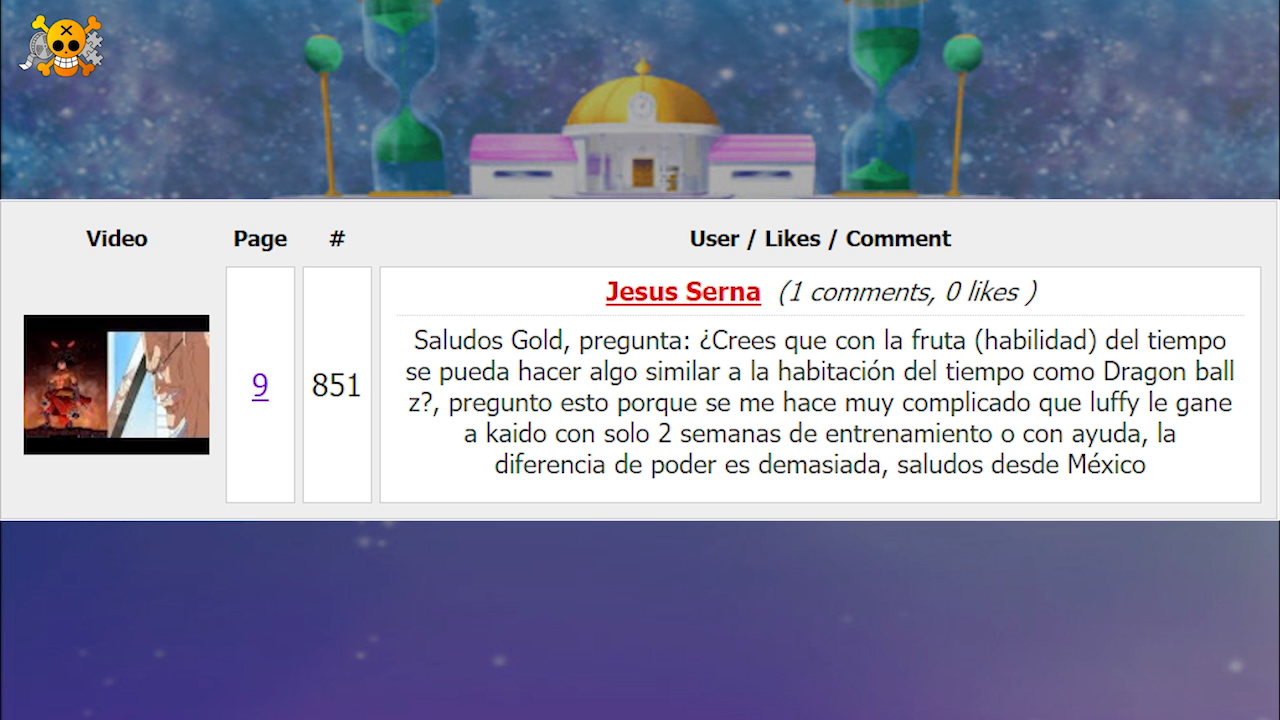 Video Page # User / Likes / Comment
Jesus Serna (1 comments, 0 likes )
9 851
Saludos Gold, pregunta: ¿Crees que con la fruta (habilidad) del tiempo
se pueda hacer algo similar a la habitación del tiempo como Dragon ball
z?, pregunto esto porque se me hace muy complicado que luffy le gane
a kaido con solo 2 semanas de entrenamiento o con ayuda, la
diferencia de poder es demasiada, saludos desde México